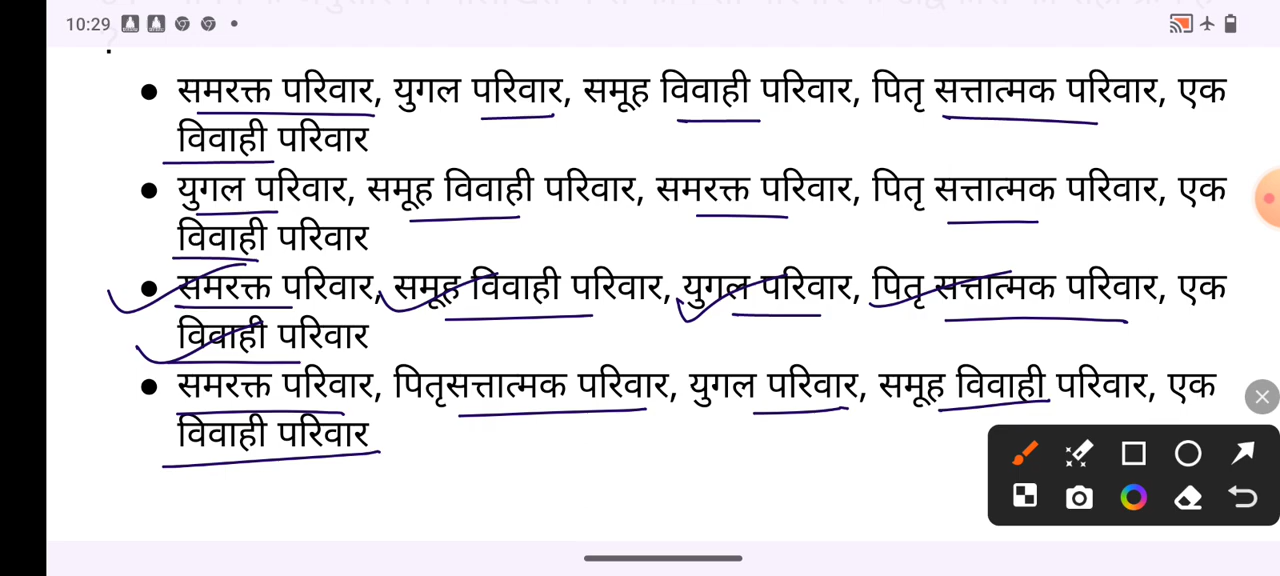 10:29
● समरक्त परिवार, युगल परिवार, समूह विवाही परिवार, पितृ सत्तात्मक परिवार, एक
विवाही परिवार
● युगल परिवार, समूह विवाही परिवार, समरक्त परिवार, पितृ सत्तात्मक परिवार, एक
विवाही परिवार
● समरक्त परिवार, समूह विवाही परिवार, युगल परिवार, पितृ सत्तात्मक परिवार, एक
विवाही परिवार
● समरक्त परिवार, पितृसत्तात्मक परिवार, युगल परिवार, समूह विवाही परिवार, एक
विवाही परिवार